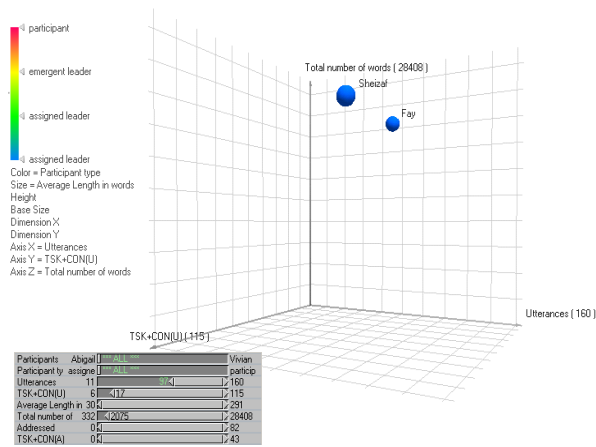 participant
emergent leader
assigned leader
assigned leader
Color = Participant type
Size = Average Length in words
Height
Base Size
Dimension X
Dimension Y
Axis X = Utterances
Axis Y = TSK+CON(U)
Axis Z = Total number of words
Total number of words ( 28408 )
Sheizaf
Fay
Utterances ( 160 )
TSK+CON(U) ( 115 )
Participants Abigail *** ALL *** Vivian
Participant ty assigne *** ALL *** particip
Utterances 11 97 160
TSK+CON(U) 6 17 115
Average Length in 30 291
Total number of 332 2075 28408
Addressed 0 82
TSK+CON(A) 0 43